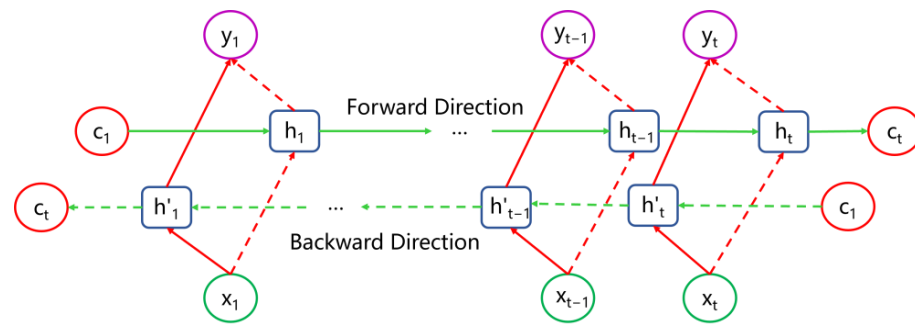 y₁ yₜ₋₁ yₜ
Forward Direction
c₁ h₁ ... hₜ₋₁ hₜ cₜ
cₜ h'₁ ... h'ₜ₋₁ h'ₜ c₁
Backward Direction
x₁ xₜ₋₁ xₜ